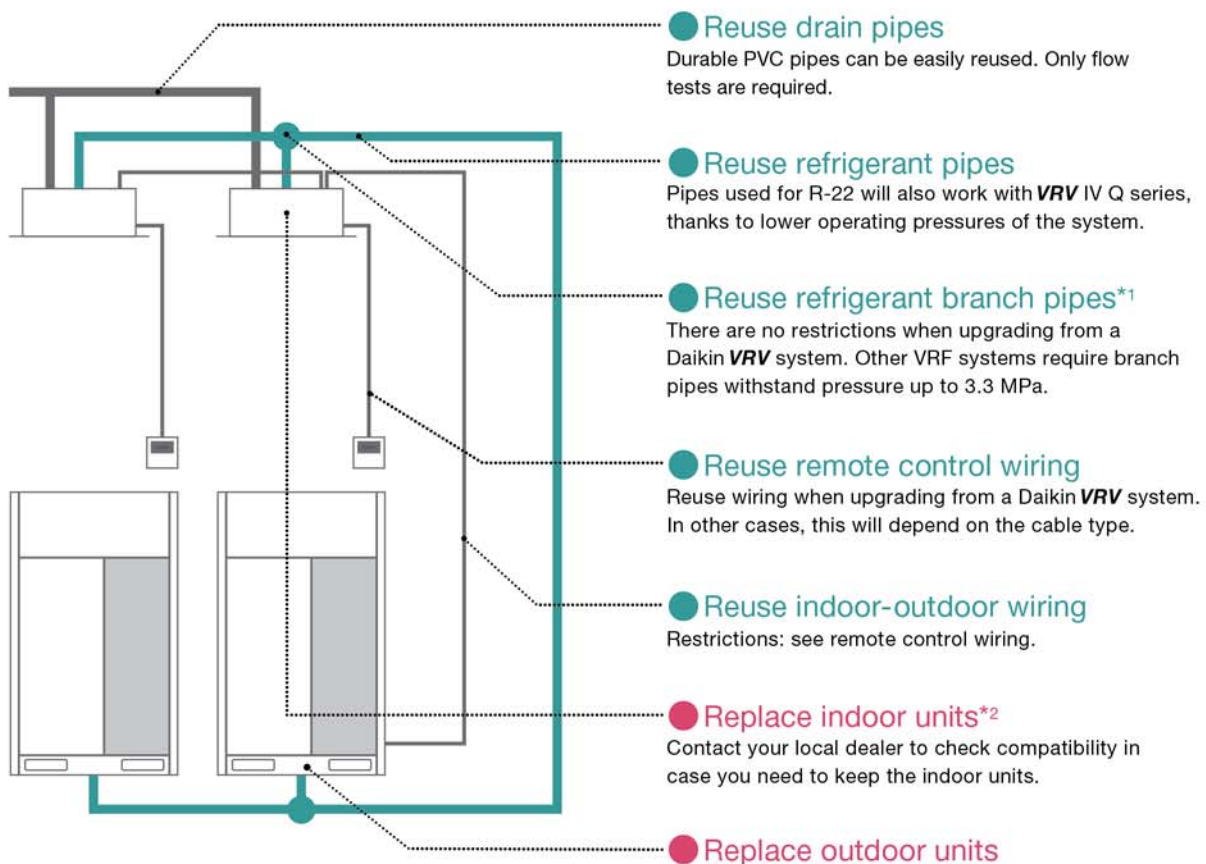 Reuse drain pipes
Durable PVC pipes can be easily reused. Only flow
tests are required.
Reuse refrigerant pipes
Pipes used for R-22 will also work with VRV IV Q series,
thanks to lower operating pressures of the system.
Reuse refrigerant branch pipes*1
There are no restrictions when upgrading from a
Daikin VRV system. Other VRF systems require branch
pipes withstand pressure up to 3.3 MPa.
Reuse remote control wiring
Reuse wiring when upgrading from a Daikin VRV system.
In other cases, this will depend on the cable type.
Reuse indoor-outdoor wiring
Restrictions: see remote control wiring.
Replace indoor units*2
Contact your local dealer to check compatibility in
case you need to keep the indoor units.
Replace outdoor units